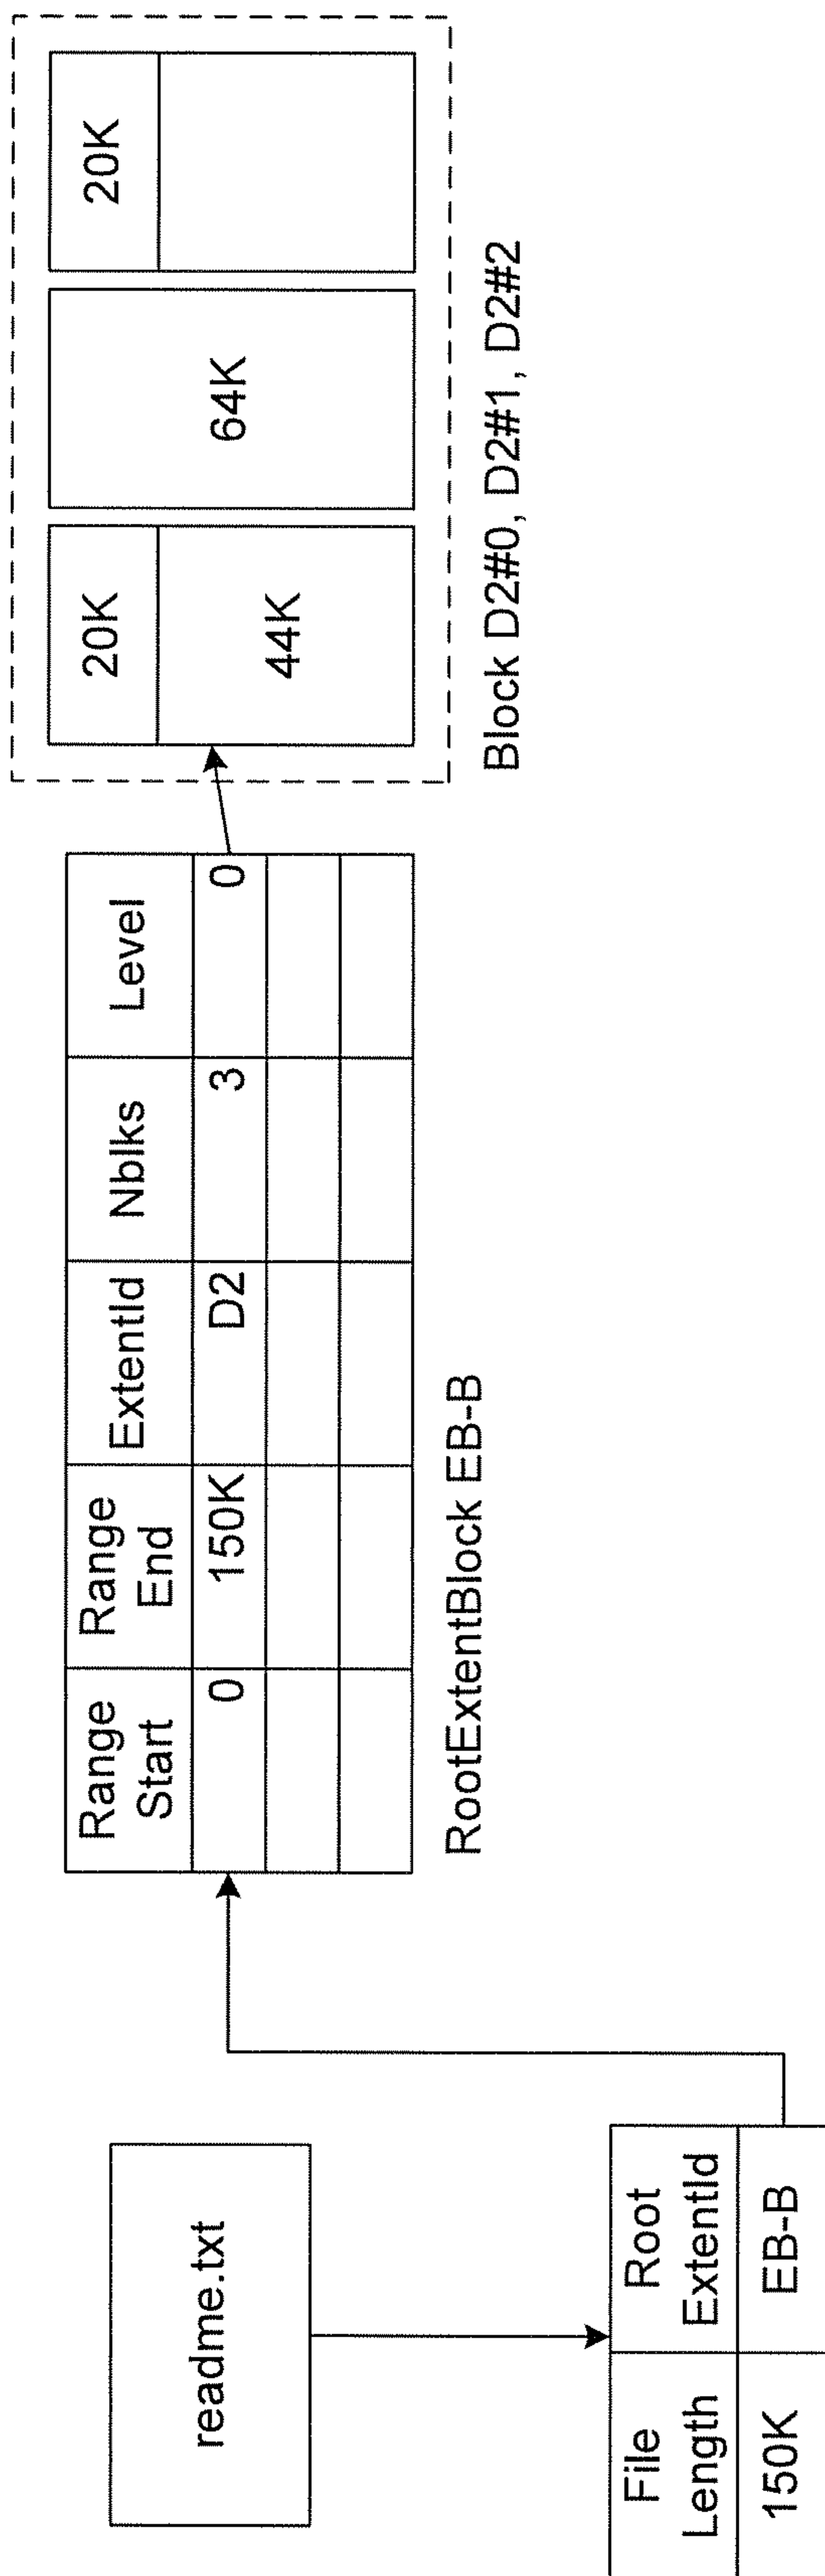 readme.txt
File
Length
Root
ExtentId
150K
EB-B
Range
Start
Range
End
ExtentId
Nblks
Level
0
150K
D2
3
0
RootExtentBlock EB-B
20K
44K
64K
20K
Block D2#0, D2#1, D2#2